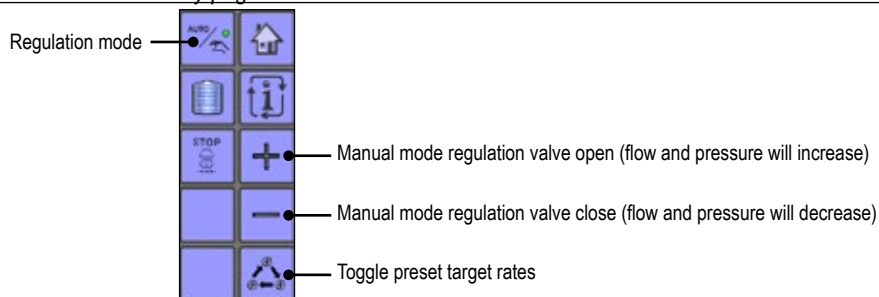 Regulation mode
AUTO
i
STOP
Manual mode regulation valve open (flow and pressure will increase)
Manual mode regulation valve close (flow and pressure will decrease)
Toggle preset target rates